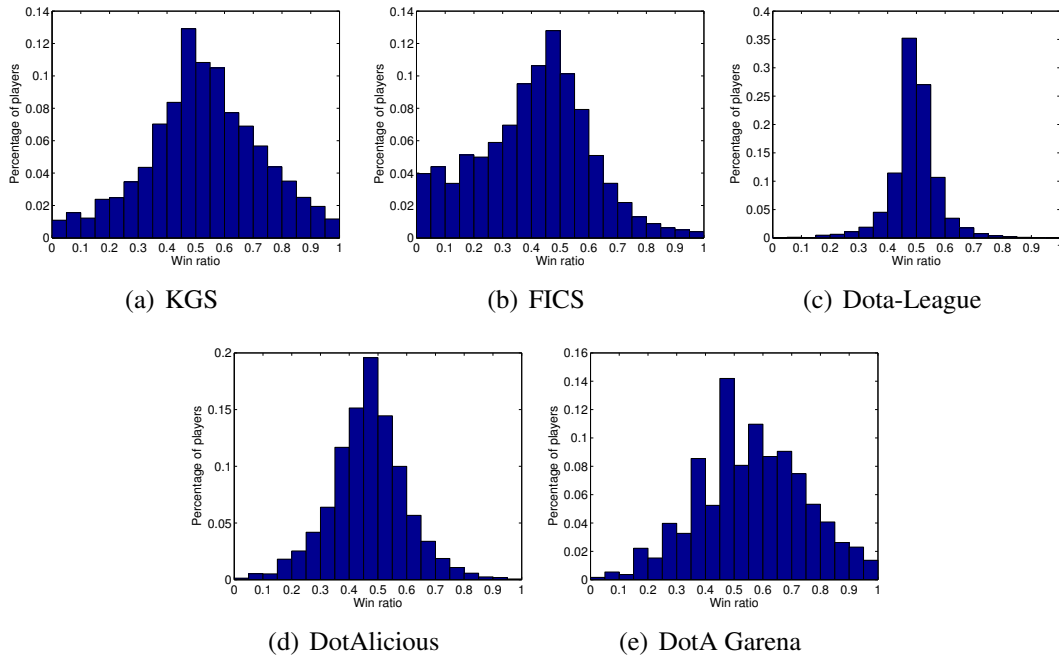 0.14
0.12
0.1
0.08
0.06
0.04
0.02
0
Percentage of players
0 0.1 0.2 0.3 0.4 0.5 0.6 0.7 0.8 0.9 1
Win ratio
(a) KGS
0.14
0.12
0.1
0.08
0.06
0.04
0.02
0
Percentage of players
0 0.1 0.2 0.3 0.4 0.5 0.6 0.7 0.8 0.9 1
Win ratio
(b) FICS
0.4
0.35
0.3
0.25
0.2
0.15
0.1
0.05
0
Percentage of players
0 0.1 0.2 0.3 0.4 0.5 0.6 0.7 0.8 0.9 1
Win ratio
(c) Dota-League
0.2
0.15
0.1
0.05
0
Percentage of players
0 0.1 0.2 0.3 0.4 0.5 0.6 0.7 0.8 0.9 1
Win ratio
(d) DotAlicious
0.16
0.14
0.12
0.1
0.08
0.06
0.04
0.02
0
Percentage of players
0 0.1 0.2 0.3 0.4 0.5 0.6 0.7 0.8 0.9 1
Win ratio
(e) DotA Garena